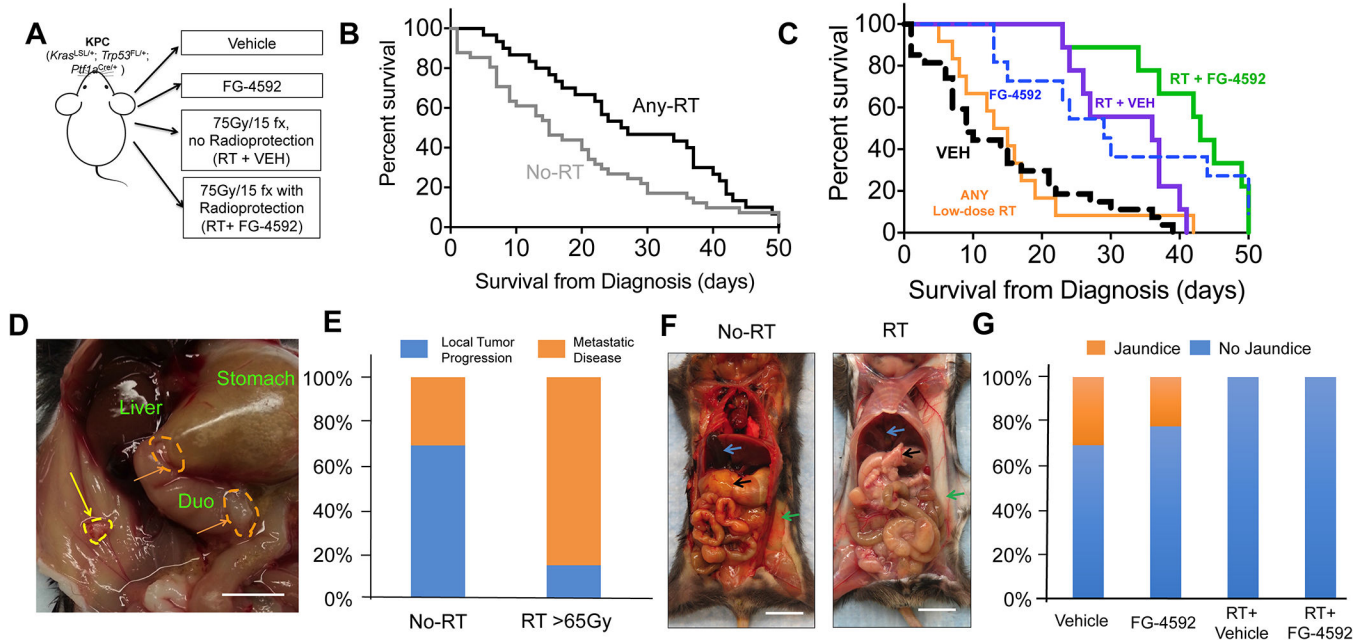 A
KPC
(Kras^LSL/+; Trp53^FL/+;
Ptf1a^Cre/+ )
Vehicle
FG-4592
75Gy/15 fx,
no Radioprotection
(RT + VEH)
75Gy/15 fx with
Radioprotection
(RT+ FG-4592)
B
Percent survival
100
80
60
40
20
0
Any-RT
No-RT
0 10 20 30 40 50
Survival from Diagnosis (days)
C
Percent survival
100
80
60
40
20
0
FG-4592
RT + VEH
RT + FG-4592
VEH
ANY
Low-dose RT
0 10 20 30 40 50
Survival from Diagnosis (days)
D
Stomach
Liver
Duo
E
Local Tumor
Progression
Metastatic
Disease
100%
80%
60%
40%
20%
0%
No-RT
RT >65Gy
F
No-RT
RT
G
Jaundice
No Jaundice
100%
80%
60%
40%
20%
0%
Vehicle
FG-4592
RT+
Vehicle
RT+
FG-4592